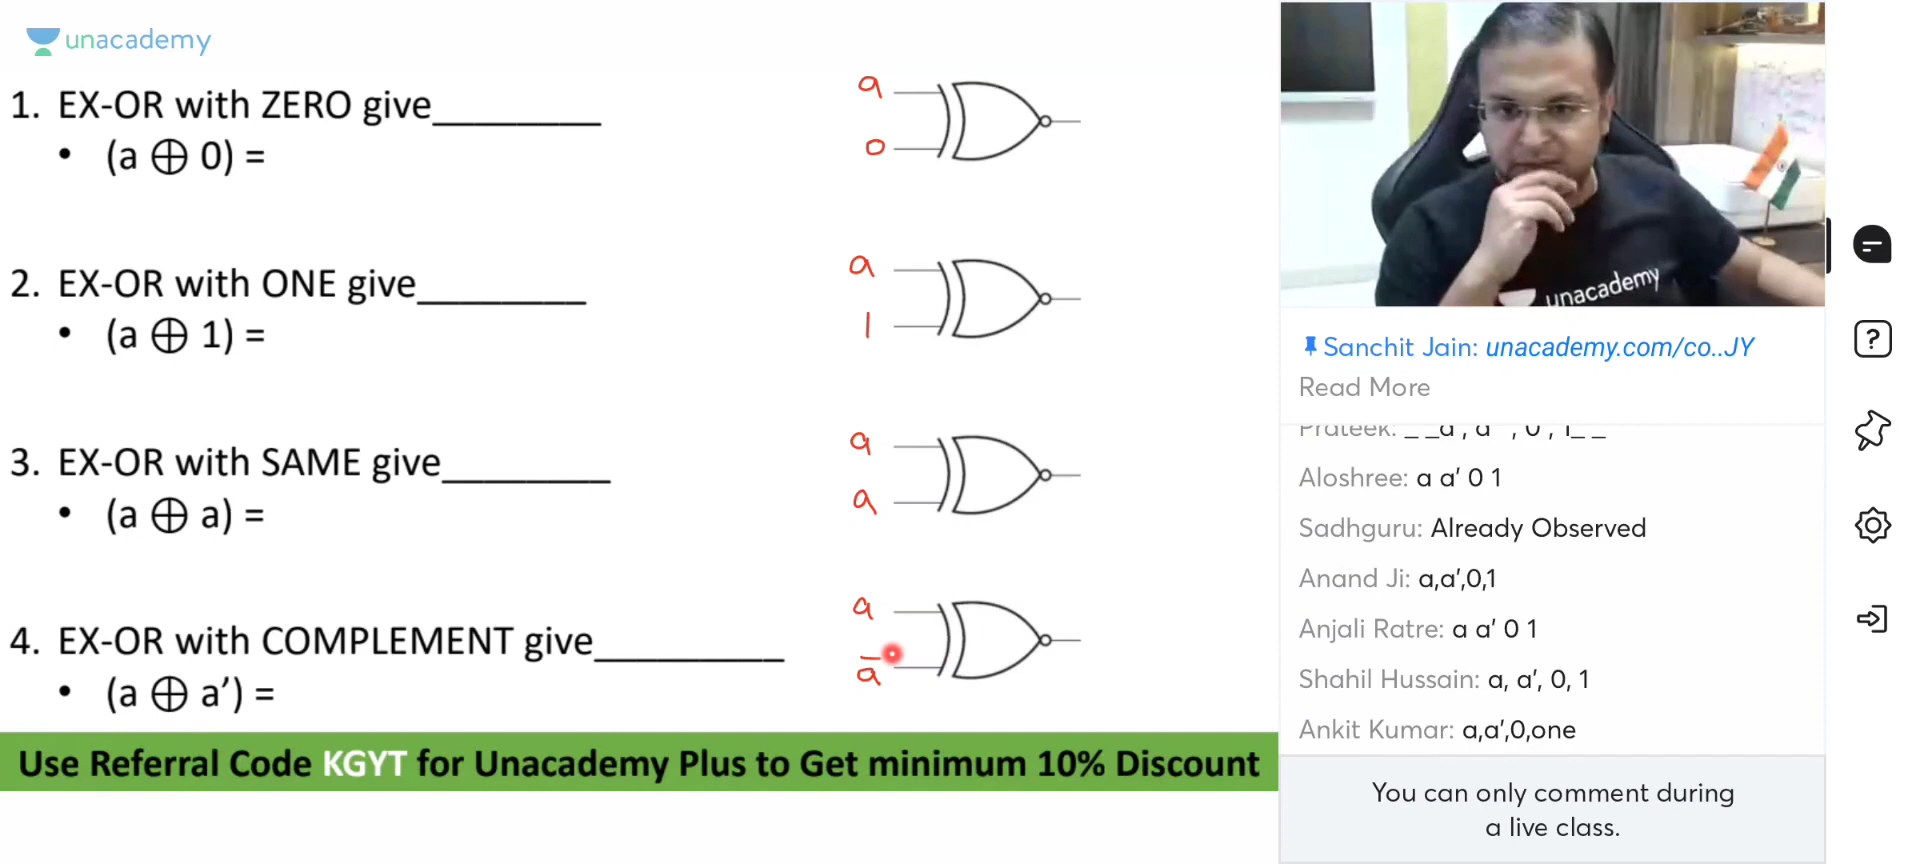 unacademy
1. EX-OR with ZERO give________
• (a ⊕ 0) =
a
0
2. EX-OR with ONE give________
• (a ⊕ 1) =
a
1
3. EX-OR with SAME give________
• (a ⊕ a) =
a
a
4. EX-OR with COMPLEMENT give_________
• (a ⊕ a′) =
a
a̅
Use Referral Code KGYT for Unacademy Plus to Get minimum 10% Discount
unacademy
Sanchit Jain: unacademy.com/co..JY
Read More
Prateek:
Aloshree: a a′ 0 1
Sadhguru: Already Observed
Anand Ji: a,a′,0,1
Anjali Ratre: a a′ 0 1
Shahil Hussain: a, a′, 0, 1
Ankit Kumar: a,a′,0,one
You can only comment during
a live class.
?